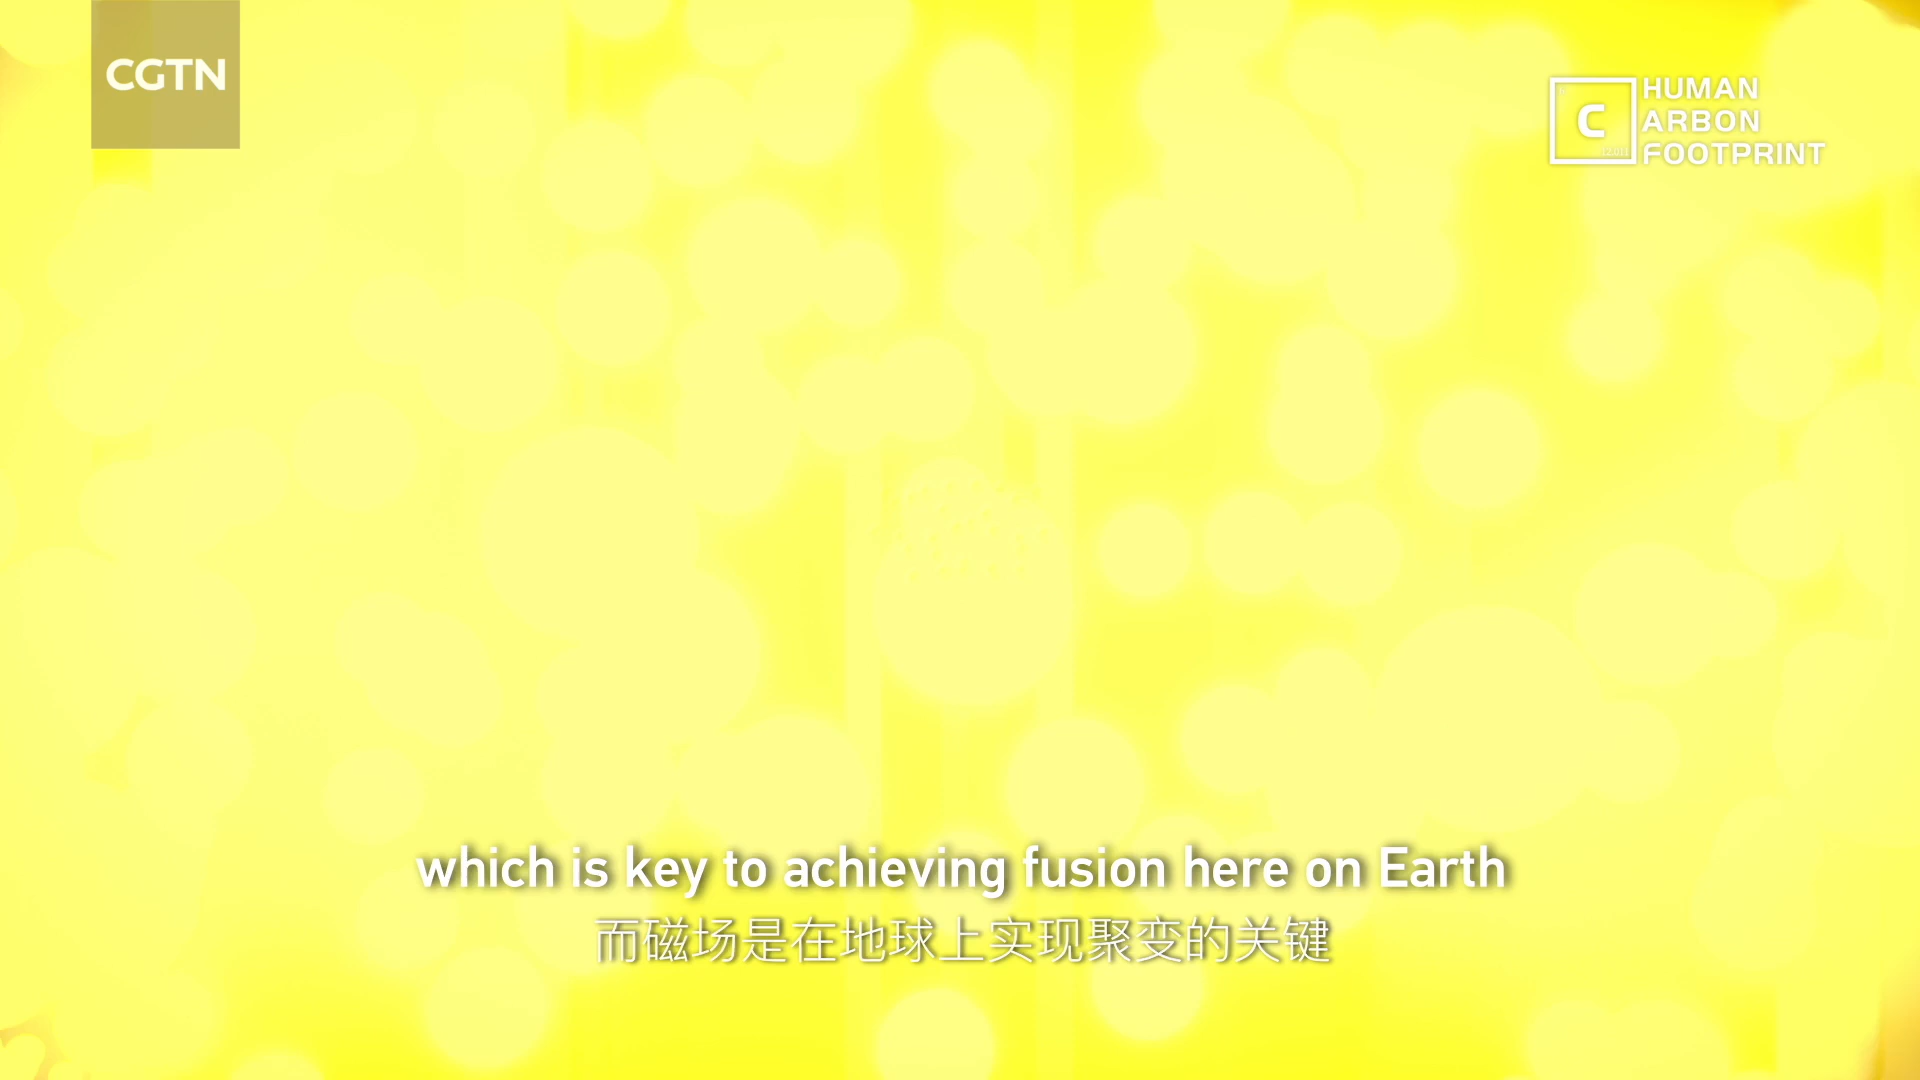 CGTN
C
HUMAN
ARBON
FOOTPRINT
which is key to achieving fusion here on Earth
而磁场是在地球上实现聚变的关键